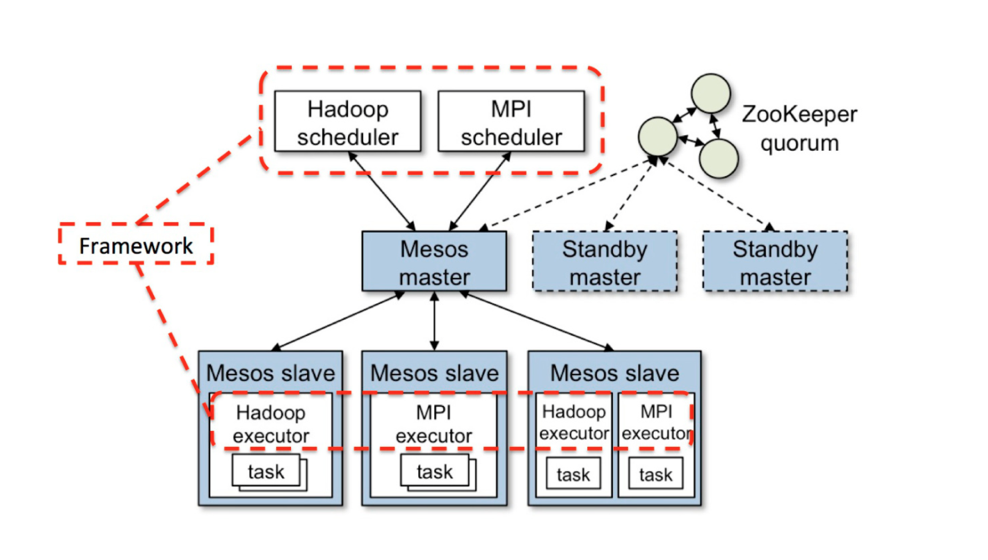 Hadoop
scheduler
MPI
scheduler
ZooKeeper
quorum
Framework
Mesos
master
Standby
master
Standby
master
Mesos slave
Hadoop
executor
task
Mesos slave
MPI
executor
task
Mesos slave
Hadoop
executor
task
MPI
executor
task